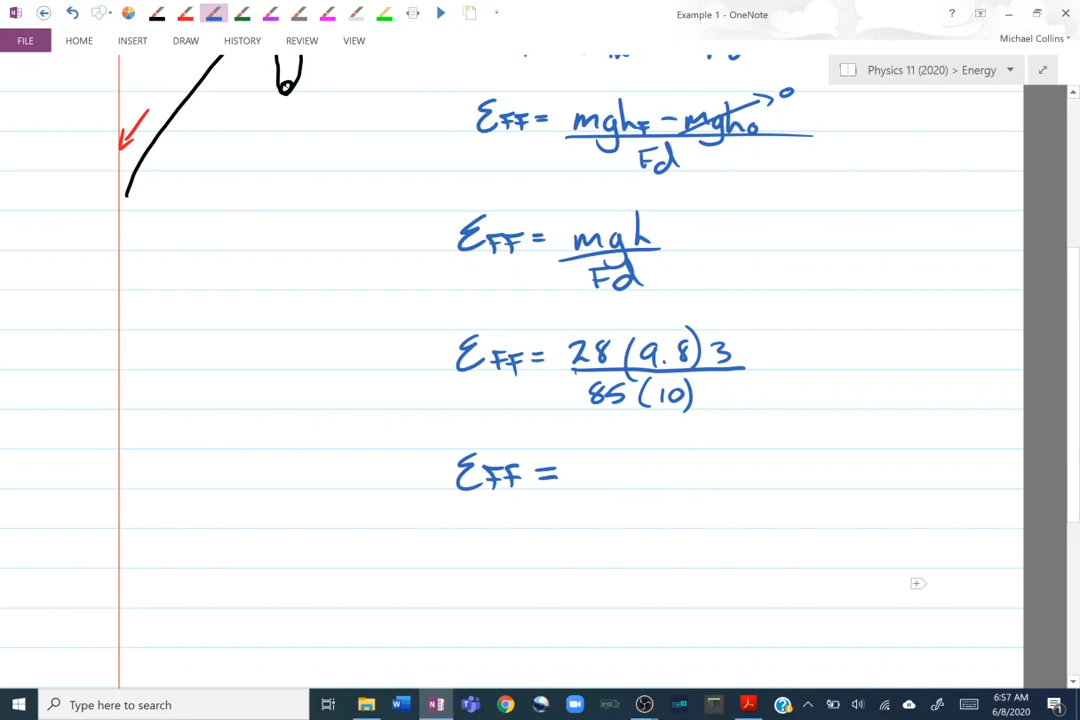 Example 1 - OneNote
?
FILE HOME INSERT DRAW HISTORY REVIEW VIEW
Michael Collins
Physics 11 (2020) > Energy
Eff = mghf - mgho → 0
Fd
Eff = mgh
Fd
Eff = 28 (9.8) 3
85 (10)
Eff =
Type here to search
6:57 AM
6/8/2020